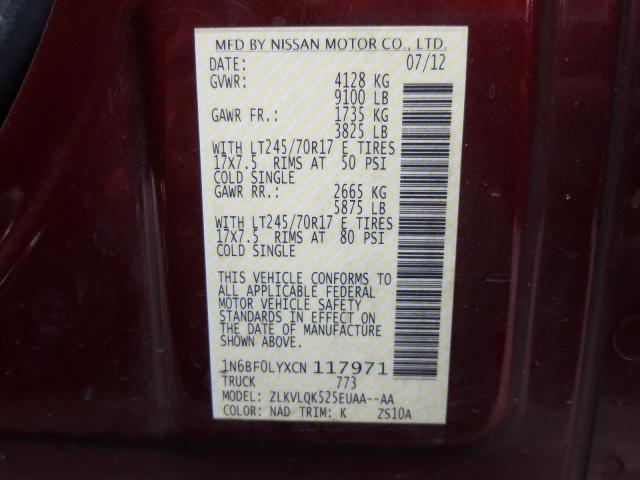 MFD BY NISSAN MOTOR CO., LTD.
DATE: 07/12
GVWR: 4128 KG
9100 LB
GAWR FR.: 1735 KG
3825 LB
WITH LT245/70R17 E TIRES
17X7.5 RIMS AT 50 PSI
COLD SINGLE
GAWR RR.: 2665 KG
5875 LB
WITH LT245/70R17 E TIRES
17X7.5 RIMS AT 80 PSI
COLD SINGLE
THIS VEHICLE CONFORMS TO
ALL APPLICABLE FEDERAL
MOTOR VEHICLE SAFETY
STANDARDS IN EFFECT ON
THE DATE OF MANUFACTURE
SHOWN ABOVE.
1N6BF0LYXCN 117971
TRUCK 773
MODEL: ZLKVLQK525EUAA--AA
COLOR: NAD TRIM: K ZS10A